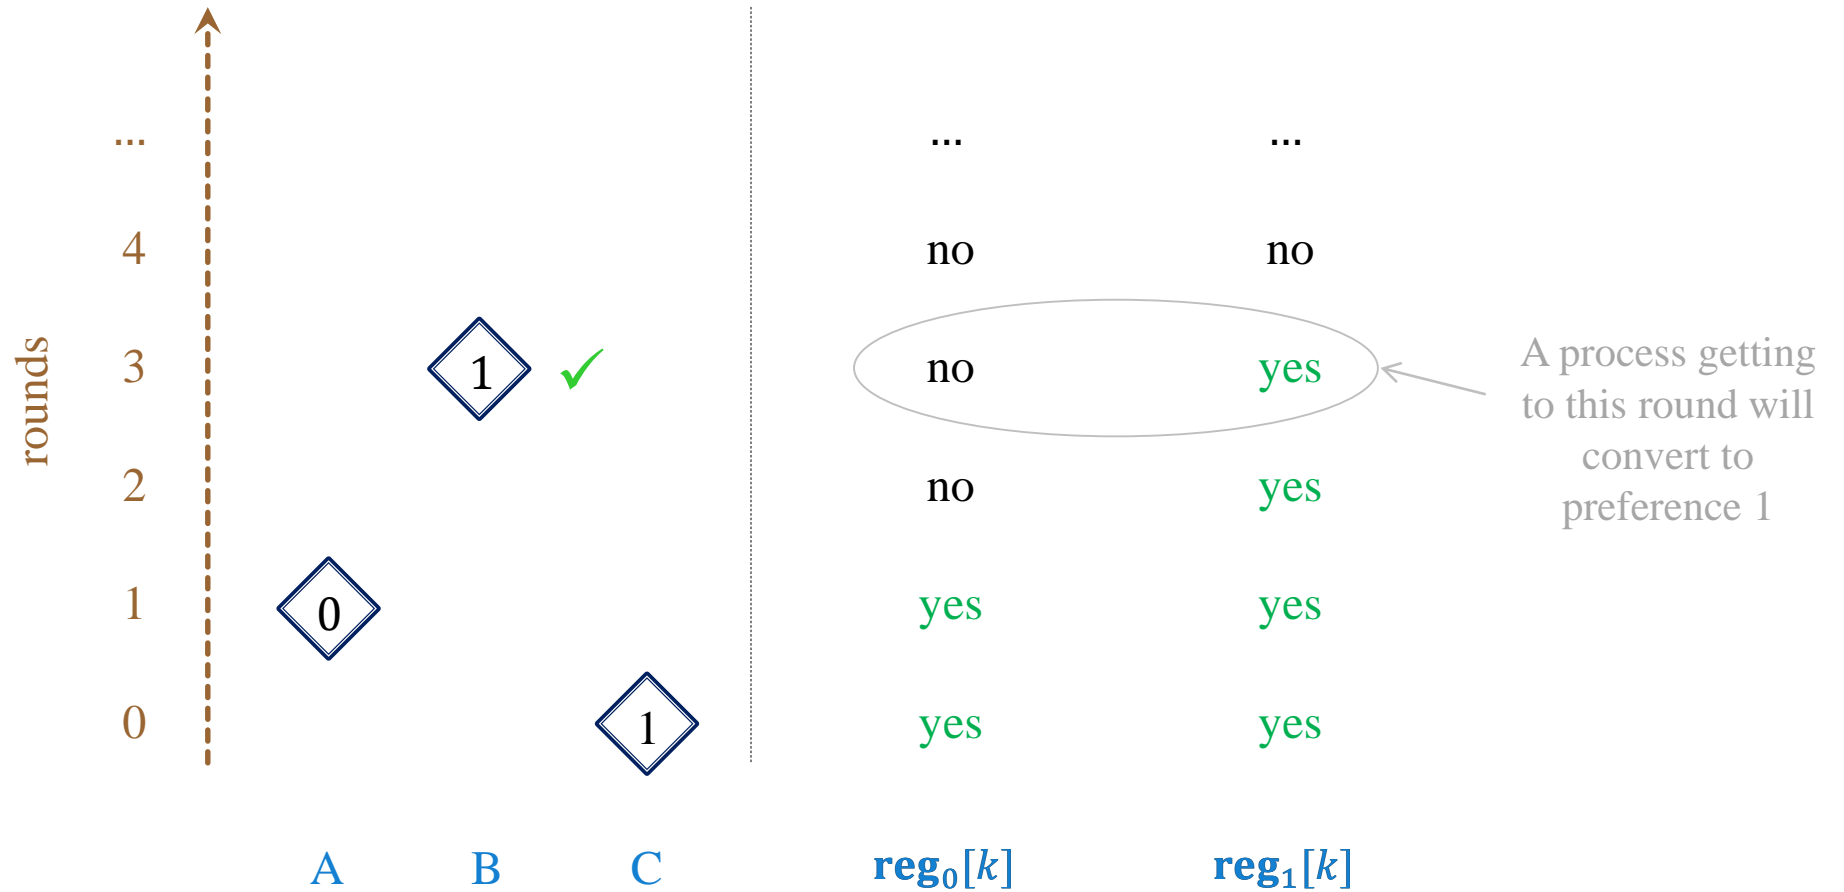 ... ... ...
4 no no
rounds
3 1 ✓ no yes
A process getting
to this round will
convert to
preference 1
2 no yes
1 0 yes yes
0 1 yes yes
A B C reg₀[k] reg₁[k]